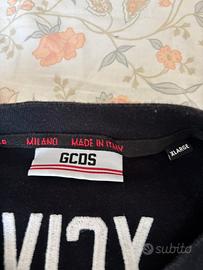 MILANO MADE IN ITALY
GCDS
XLARGE
subito